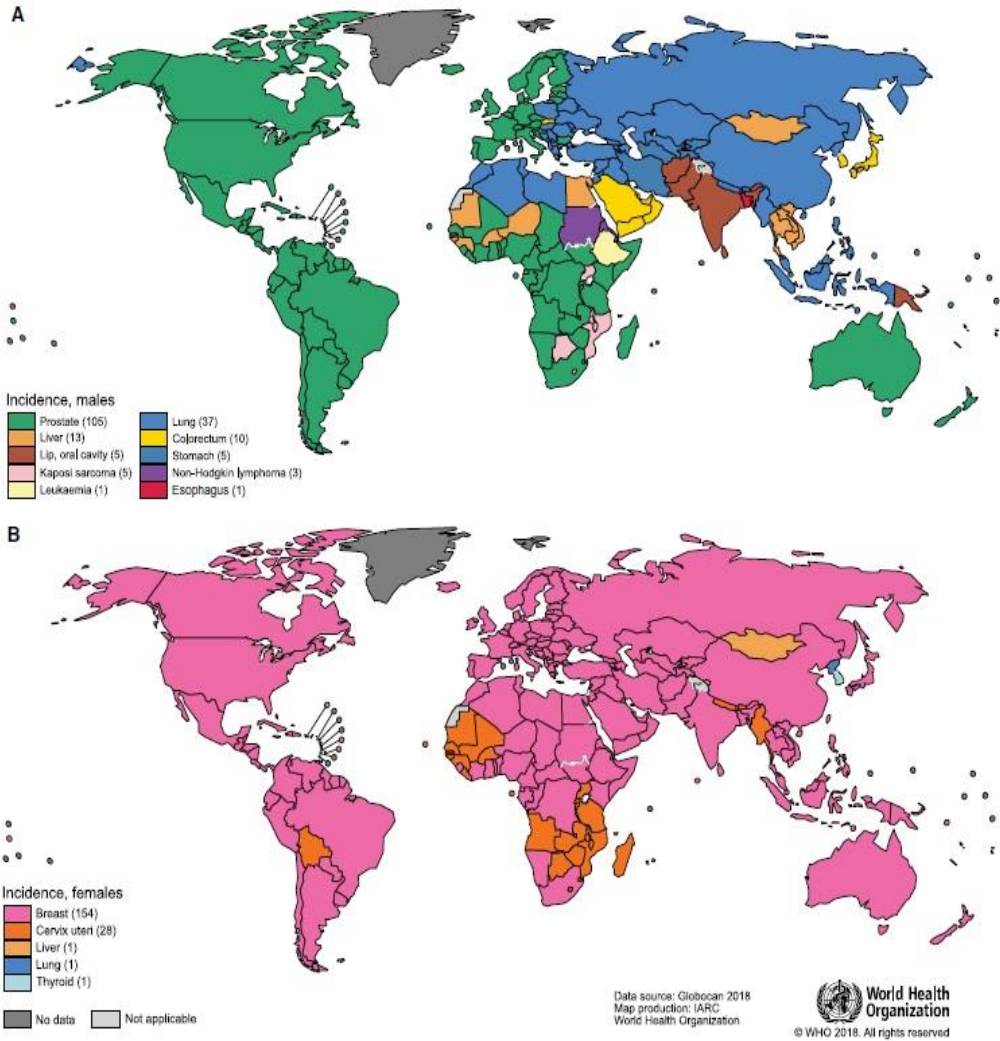 A
Incidence, males
Prostate (105)
Liver (13)
Lip, oral cavity (5)
Kaposi sarcoma (5)
Leukaemia (1)
Lung (37)
Colorectum (10)
Stomach (5)
Non-Hodgkin lymphoma (3)
Esophagus (1)
B
Incidence, females
Breast (154)
Cervix uteri (28)
Liver (1)
Lung (1)
Thyroid (1)
No data
Not applicable
Data source: Globocan 2018
Map production: IARC
World Health Organization
World Health
Organization
© WHO 2018. All rights reserved